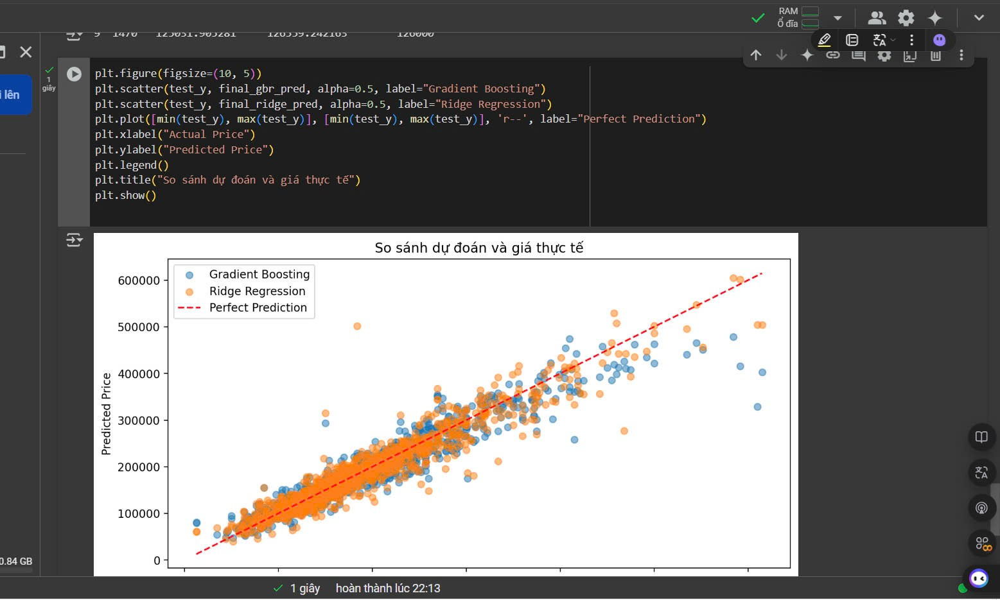 RAM
Ổ đĩa
9 1470 125031.905281 126559.242163 126000
i lên
1
giây
plt.figure(figsize=(10, 5))
plt.scatter(test_y, final_gbr_pred, alpha=0.5, label="Gradient Boosting")
plt.scatter(test_y, final_ridge_pred, alpha=0.5, label="Ridge Regression")
plt.plot([min(test_y), max(test_y)], [min(test_y), max(test_y)], 'r--', label="Perfect Prediction")
plt.xlabel("Actual Price")
plt.ylabel("Predicted Price")
plt.legend()
plt.title("So sánh dự đoán và giá thực tế")
plt.show()
So sánh dự đoán và giá thực tế
Gradient Boosting
Ridge Regression
Perfect Prediction
600000
500000
400000
300000
200000
100000
0
Predicted Price
0.84 GB
1 giây hoàn thành lúc 22:13